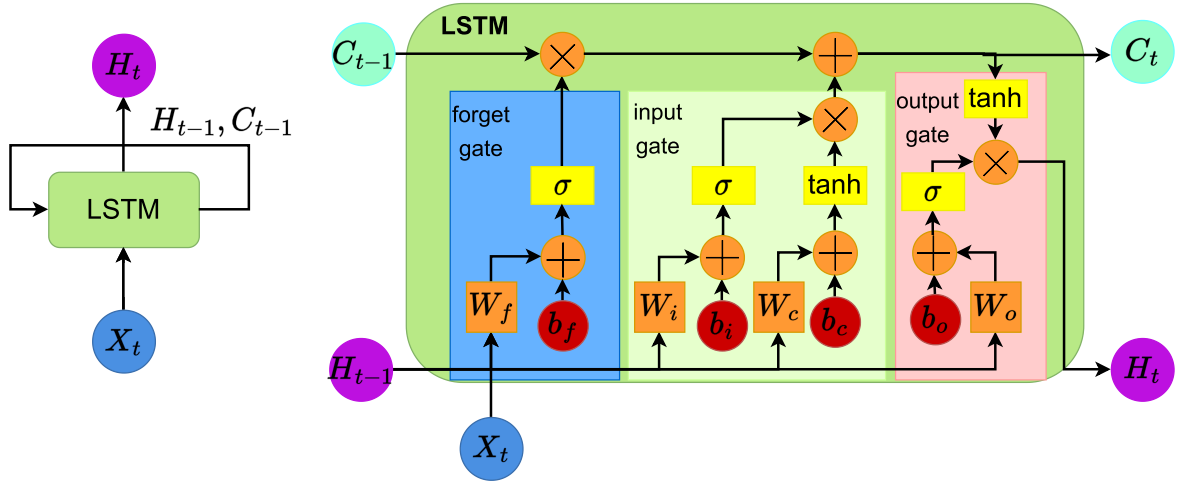 H_t
H_{t-1}, C_{t-1}
LSTM
X_t
LSTM
C_{t-1}
×
+
C_t
forget
gate
input
gate
output
gate
tanh
×
×
σ
σ
tanh
σ
+
+
+
+
W_f
b_f
W_i
b_i
W_c
b_c
b_o
W_o
H_{t-1}
H_t
X_t